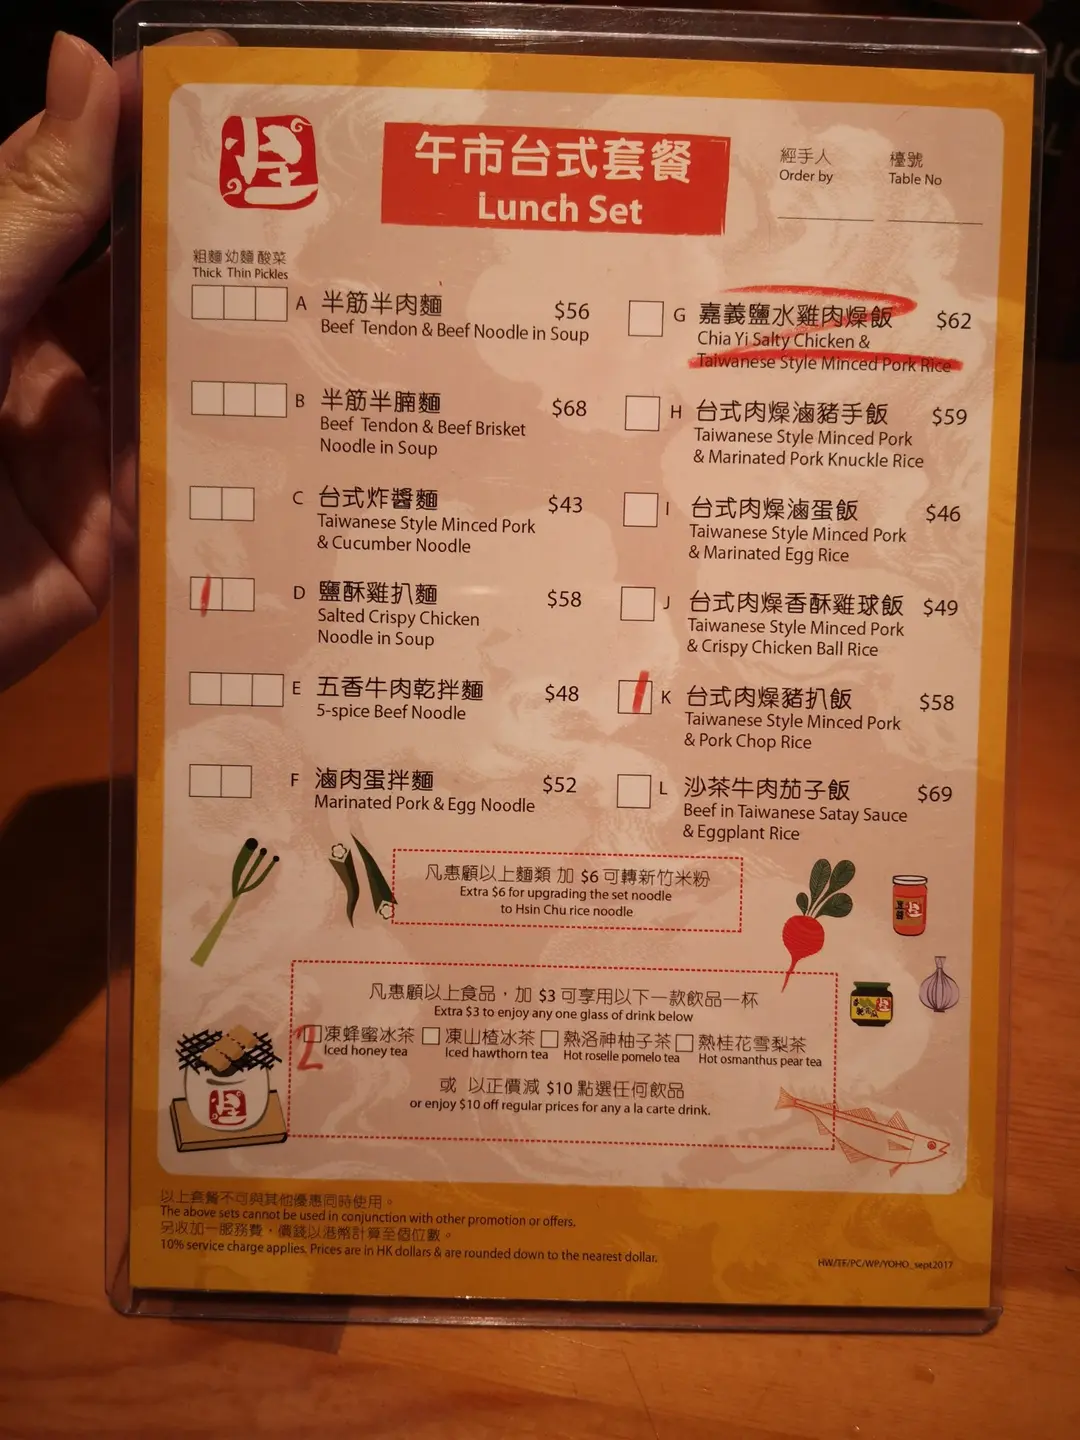 怪
午市台式套餐
Lunch Set
經手人
Order by
檯號
Table No
粗麵 幼麵 酸菜
Thick Thin Pickles
A 半筋半肉麵 $56
Beef Tendon & Beef Noodle in Soup
B 半筋半腩麵 $68
Beef Tendon & Beef Brisket
Noodle in Soup
C 台式炸醬麵 $43
Taiwanese Style Minced Pork
& Cucumber Noodle
D 鹽酥雞扒麵 $58
Salted Crispy Chicken
Noodle in Soup
E 五香牛肉乾拌麵 $48
5-spice Beef Noodle
F 滷肉蛋拌麵 $52
Marinated Pork & Egg Noodle
G 嘉義鹽水雞肉燥飯 $62
Chia Yi Salty Chicken &
Taiwanese Style Minced Pork Rice
H 台式肉燥滷豬手飯 $59
Taiwanese Style Minced Pork
& Marinated Pork Knuckle Rice
I 台式肉燥滷蛋飯 $46
Taiwanese Style Minced Pork
& Marinated Egg Rice
J 台式肉燥香酥雞球飯 $49
Taiwanese Style Minced Pork
& Crispy Chicken Ball Rice
K 台式肉燥豬扒飯 $58
Taiwanese Style Minced Pork
& Pork Chop Rice
L 沙茶牛肉茄子飯 $69
Beef in Taiwanese Satay Sauce
& Eggplant Rice
凡惠顧以上麵類 加 $6 可轉新竹米粉
Extra $6 for upgrading the set noodle
to Hsin Chu rice noodle
凡惠顧以上食品，加 $3 可享用以下一款飲品一杯
Extra $3 to enjoy any one glass of drink below
2 凍蜂蜜冰茶 凍山楂冰茶 熱洛神柚子茶 熱桂花雪梨茶
Iced honey tea Iced hawthorn tea Hot roselle pomelo tea Hot osmanthus pear tea
或 以正價減 $10 點選任何飲品
or enjoy $10 off regular prices for any a la carte drink.
怪
以上套餐不可與其他優惠同時使用。
The above sets cannot be used in conjunction with other promotion or offers.
另收加一服務費，價錢以港幣計算至個位數。
10% service charge applies. Prices are in HK dollars & are rounded down to the nearest dollar.
HW/TF/PC/WP/YOHO_sept2017